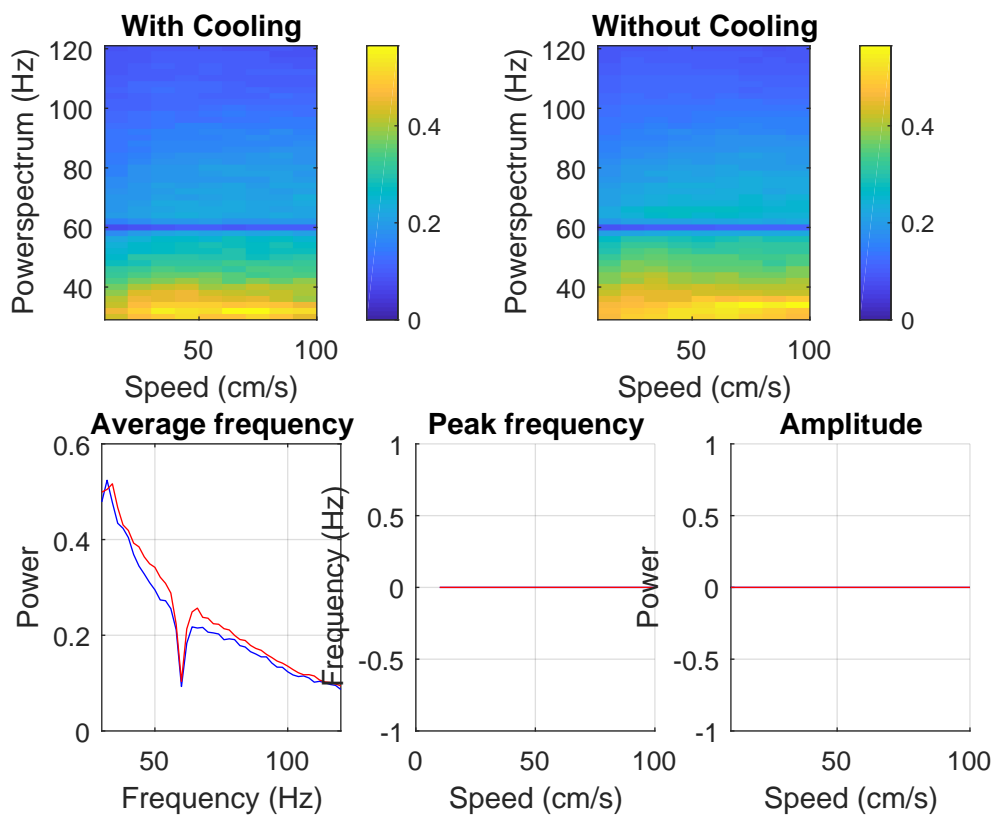 With Cooling
Without Cooling
Powerspectrum (Hz)
120
100
80
60
40
50
100
Speed (cm/s)
0.4
0.2
0
Powerspectrum (Hz)
120
100
80
60
40
50
100
Speed (cm/s)
0.4
0.2
0
Average frequency
Power
0.6
0.4
0.2
0
50
100
Frequency (Hz)
Peak frequency
Frequency (Hz)
1
0.5
0
-0.5
-1
0
50
100
Speed (cm/s)
Amplitude
Power
1
0.5
0
-0.5
-1
50
100
Speed (cm/s)